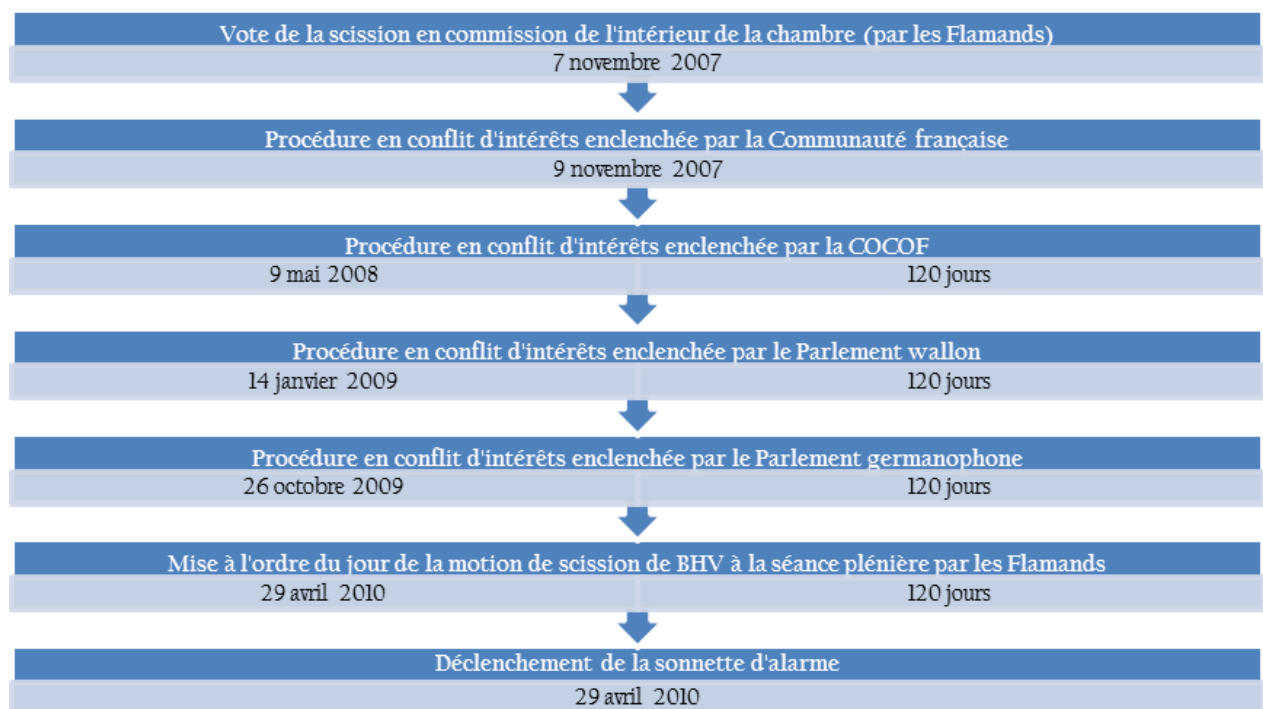 Vote de la scission en commission de l'intérieur de la chambre (par les Flamands)
7 novembre 2007
Procédure en conflit d'intérêts enclenchée par la Communauté française
9 novembre 2007
Procédure en conflit d'intérêts enclenchée par la COCOF
9 mai 2008 120 jours
Procédure en conflit d'intérêts enclenchée par le Parlement wallon
14 janvier 2009 120 jours
Procédure en conflit d'intérêts enclenchée par le Parlement germanophone
26 octobre 2009 120 jours
Mise à l'ordre du jour de la motion de scission de BHV à la séance plénière par les Flamands
29 avril 2010 120 jours
Déclenchement de la sonnette d'alarme
29 avril 2010